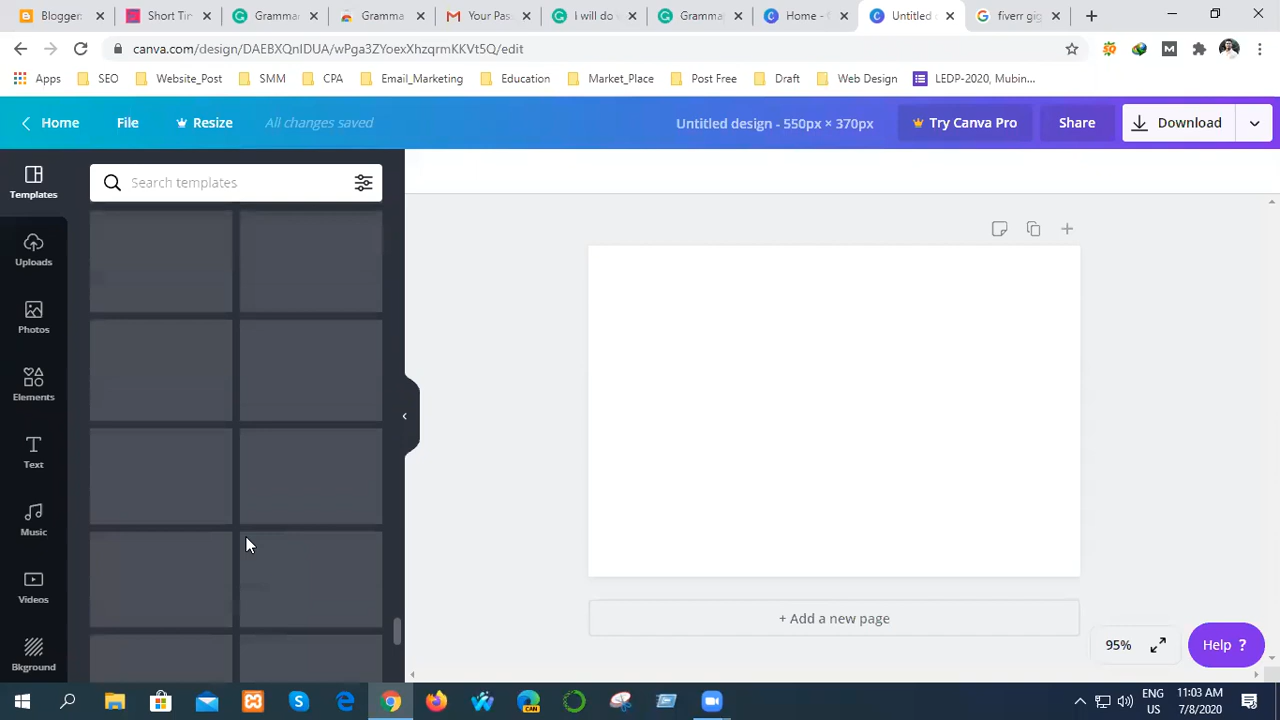 Blogger:
Short Tir
Grammar
Gramma
Your Pas
I will do V
Gramma
Home -
Untitled
fiverr gig
canva.com/design/DAEBXQnIDUA/wPga3ZYoexXhzqrmKKVt5Q/edit
Apps
SEO
Website_Post
SMM
CPA
Email_Marketing
Education
Market_Place
Post Free
Draft
Web Design
LEDP-2020, Mubin...
Home
File
Resize
All changes saved
Untitled design - 550px × 370px
Try Canva Pro
Share
Download
Templates
Search templates
Uploads
Photos
Elements
Text
Music
Videos
Bkground
+ Add a new page
95%
Help ?
CAN
ENG
US
11:03 AM
7/8/2020